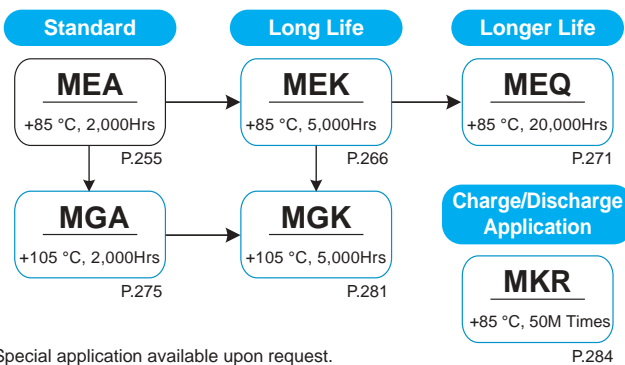 Standard
Long Life
Longer Life
MEA
+85 °C, 2,000Hrs
P.255
MEK
+85 °C, 5,000Hrs
P.266
MEQ
+85 °C, 20,000Hrs
P.271
MGA
+105 °C, 2,000Hrs
P.275
MGK
+105 °C, 5,000Hrs
P.281
Charge/Discharge
Application
MKR
+85 °C, 50M Times
P.284
Special application available upon request.